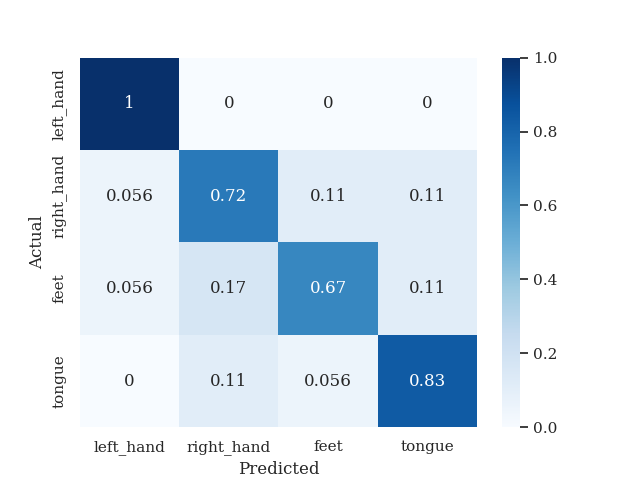 left_hand 1 0 0 0
right_hand 0.056 0.72 0.11 0.11
feet 0.056 0.17 0.67 0.11
tongue 0 0.11 0.056 0.83
left_hand right_hand feet tongue
Predicted
Actual
1.0
0.8
0.6
0.4
0.2
0.0